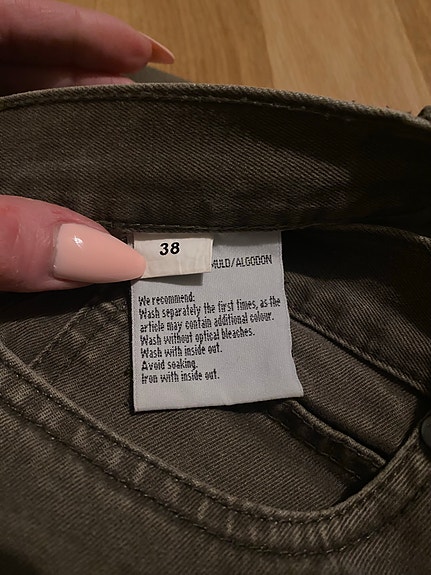 38
/ALGODON
We recommend:
Wash separately the first times, as the
article may contain additional colour.
Wash without optical bleaches.
Wash with inside out.
Avoid soaking.
Iron with inside out.